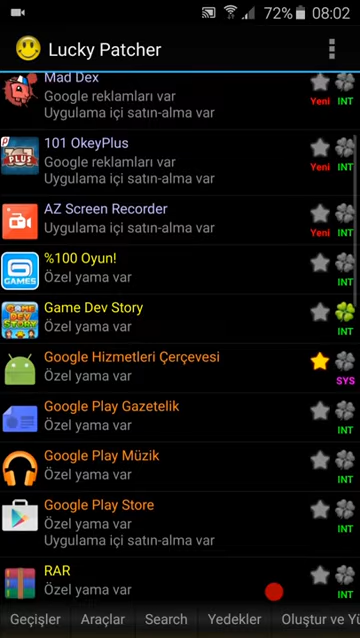 72% 08:02
Lucky Patcher
Mad Dex
Google reklamları var
Uygulama içi satın-alma var
Yeni INT
101 OkeyPlus
Google reklamları var
Uygulama içi satın-alma var
PLUS
Yeni INT
AZ Screen Recorder
Uygulama içi satın-alma var
Yeni INT
%100 Oyun!
Özel yama var
GAMES
INT
Game Dev Story
Özel yama var
GAME DEV STORY
INT
Google Hizmetleri Çerçevesi
Özel yama var
SYS
Google Play Gazetelik
Özel yama var
INT
Google Play Müzik
Özel yama var
INT
Google Play Store
Özel yama var
Uygulama içi satın-alma var
INT
RAR
Özel yama var
INT
Geçişler Araçlar Search Yedekler Oluştur ve Yü